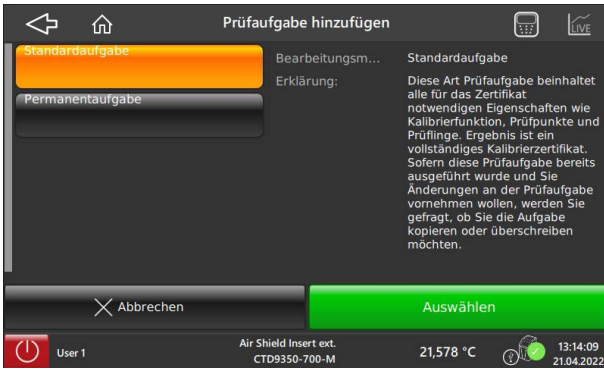 Prüfaufgabe hinzufügen
LIVE
Standardaufgabe
Permanentaufgabe
Bearbeitungsm... Standardaufgabe
Erklärung:
Diese Art Prüfaufgabe beinhaltet
alle für das Zertifikat
notwendigen Eigenschaften wie
Kalibrierfunktion, Prüfpunkte und
Prüflinge. Ergebnis ist ein
vollständiges Kalibrierzertifikat.
Sofern diese Prüfaufgabe bereits
ausgeführt wurde und Sie
Änderungen an der Prüfaufgabe
vornehmen wollen, werden Sie
gefragt, ob Sie die Aufgabe
kopieren oder überschreiben
möchten.
Abbrechen
Auswählen
User 1
Air Shield Insert ext.
CTD9350-700-M
21,578 °C
13:14:09
21.04.2022